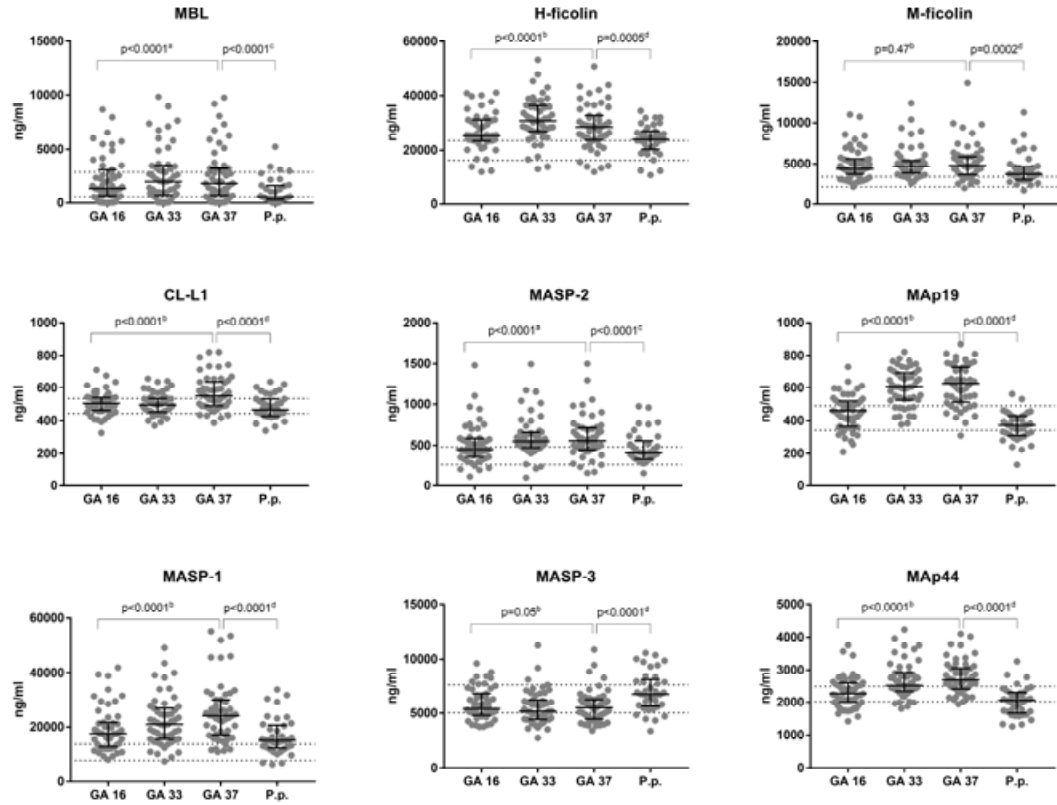 MBL
H-ficolin
M-ficolin
15000
10000
5000
0
ng/ml
p<0.0001ᵃ
p<0.0001ᶜ
GA 16 GA 33 GA 37 P.p.
60000
40000
20000
0
ng/ml
p<0.0001ᵇ
p=0.0005ᵈ
GA 16 GA 33 GA 37 P.p.
20000
15000
10000
5000
0
ng/ml
p=0.47ᵇ
p=0.0002ᵈ
GA 16 GA 33 GA 37 P.p.
CL-L1
MASP-2
MAp19
1000
800
600
400
200
0
ng/ml
p<0.0001ᵇ
p<0.0001ᵈ
GA 16 GA 33 GA 37 P.p.
2000
1500
1000
500
0
ng/ml
p<0.0001ᵃ
p<0.0001ᶜ
GA 16 GA 33 GA 37 P.p.
1000
800
600
400
200
0
ng/ml
p<0.0001ᵇ
p<0.0001ᵈ
GA 16 GA 33 GA 37 P.p.
MASP-1
MASP-3
MAp44
60000
40000
20000
0
ng/ml
p<0.0001ᵇ
p<0.0001ᵈ
GA 16 GA 33 GA 37 P.p.
15000
10000
5000
0
ng/ml
p=0.05ᵇ
p<0.0001ᵈ
GA 16 GA 33 GA 37 P.p.
5000
4000
3000
2000
1000
0
ng/ml
p<0.0001ᵇ
p<0.0001ᵈ
GA 16 GA 33 GA 37 P.p.